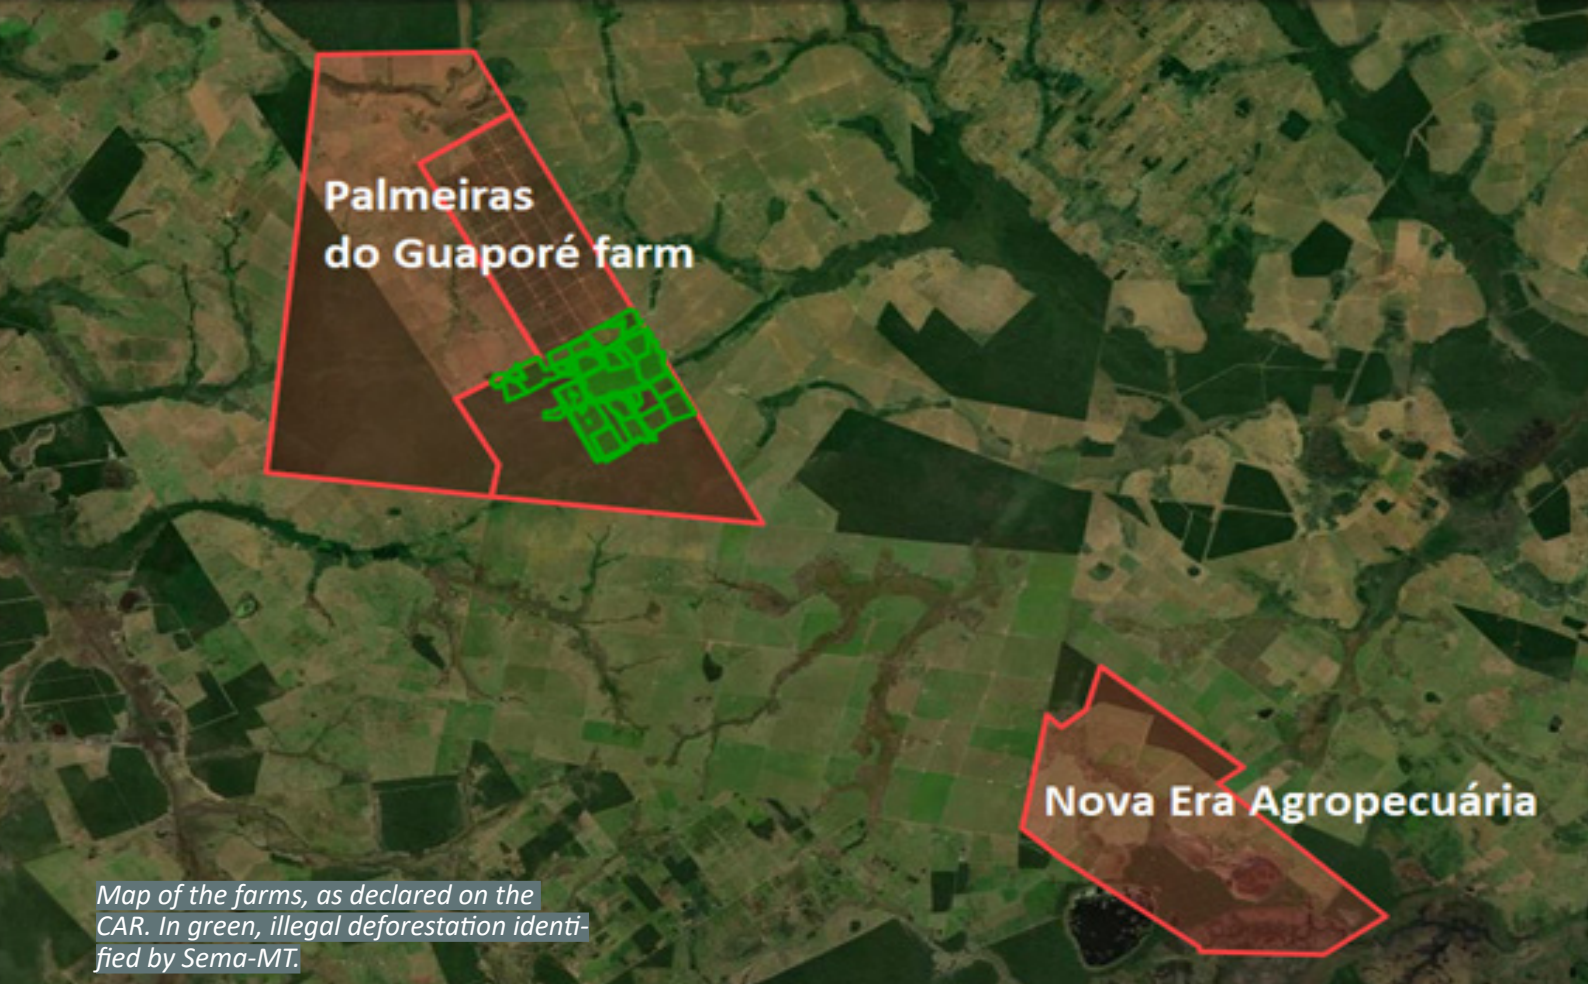 Palmeiras
do Guaporé farm
Nova Era Agropecuária
Map of the farms, as declared on the
CAR. In green, illegal deforestation identi-
fied by Sema-MT.